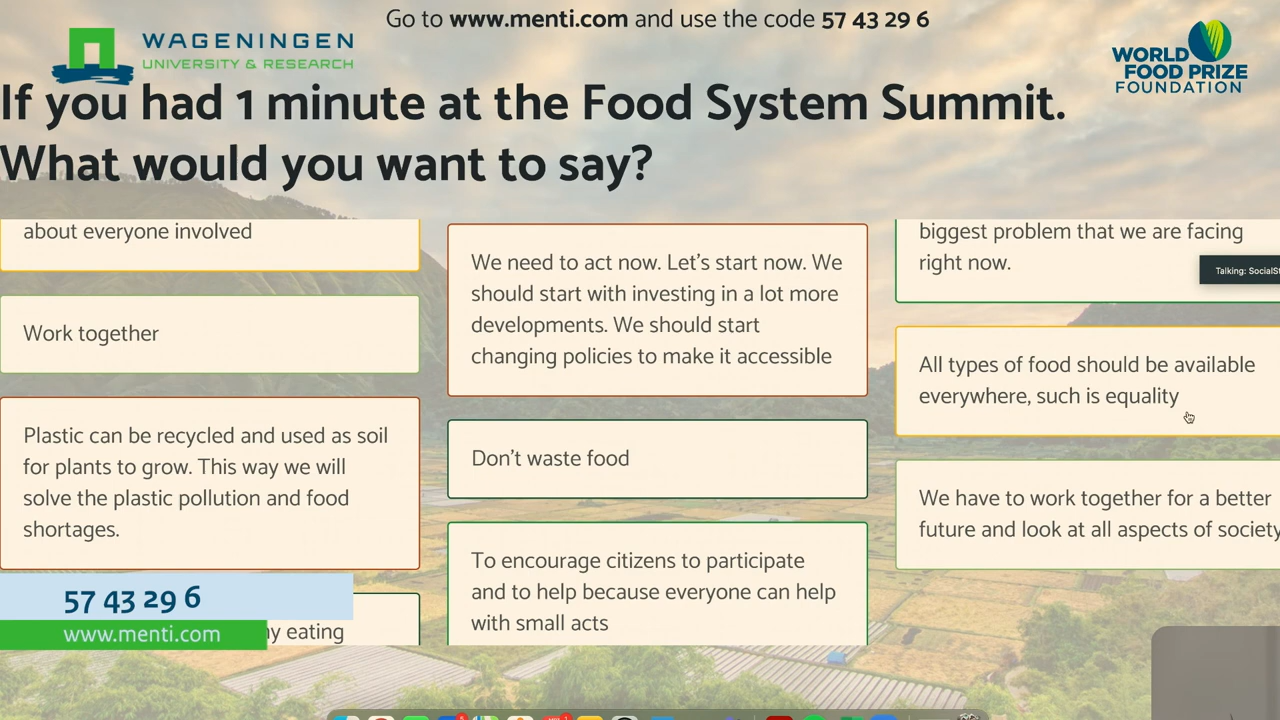 Go to www.menti.com and use the code 57 43 29 6
WAGENINGEN
UNIVERSITY & RESEARCH
WORLD
FOOD PRIZE
FOUNDATION
If you had 1 minute at the Food System Summit.
What would you want to say?
about everyone involved
Work together
Plastic can be recycled and used as soil
for plants to grow. This way we will
solve the plastic pollution and food
shortages.
We need to act now. Let's start now. We
should start with investing in a lot more
developments. We should start
changing policies to make it accessible
Don't waste food
To encourage citizens to participate
and to help because everyone can help
with small acts
biggest problem that we are facing
right now.
Talking:
All types of food should be available
everywhere, such is equality
We have to work together for a better
future and look at all aspects of society
57 43 29 6
www.menti.com
eating